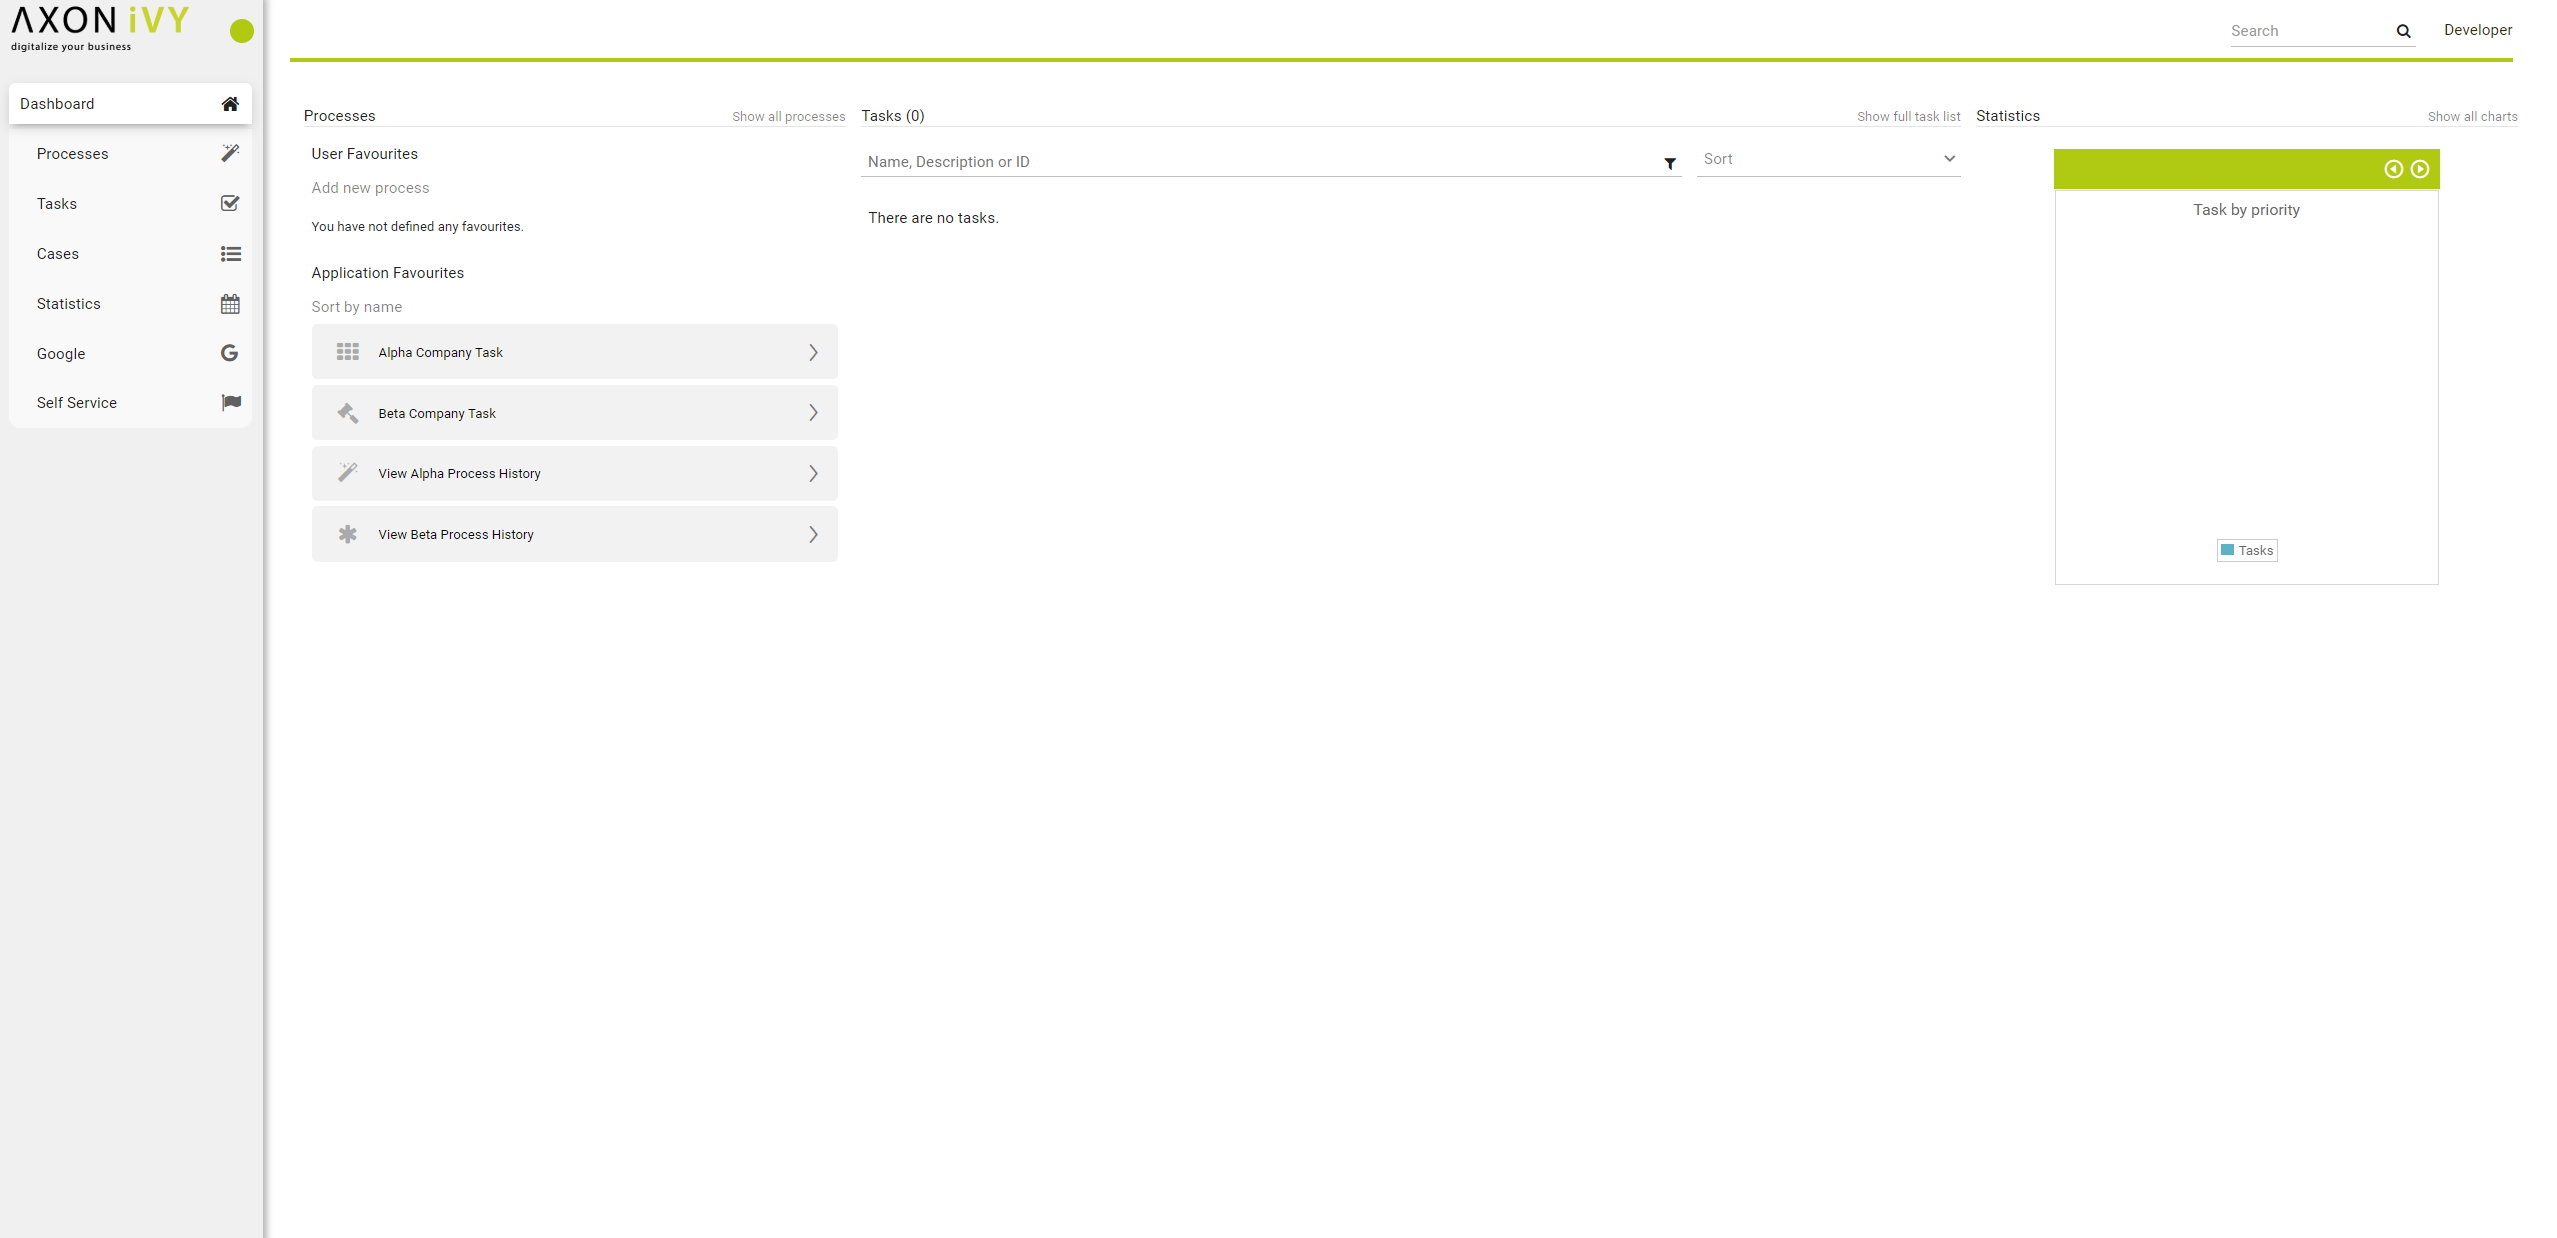 AXON iVY
digitalize your business
Search
Developer
Dashboard
Processes
Tasks
Cases
Statistics
Google
Self Service
Processes
Show all processes
User Favourites
Add new process
You have not defined any favourites.
Application Favourites
Sort by name
Alpha Company Task
Beta Company Task
View Alpha Process History
View Beta Process History
Tasks (0)
Show full task list
Name, Description or ID
Sort
There are no tasks.
Statistics
Show all charts
Task by priority
Tasks